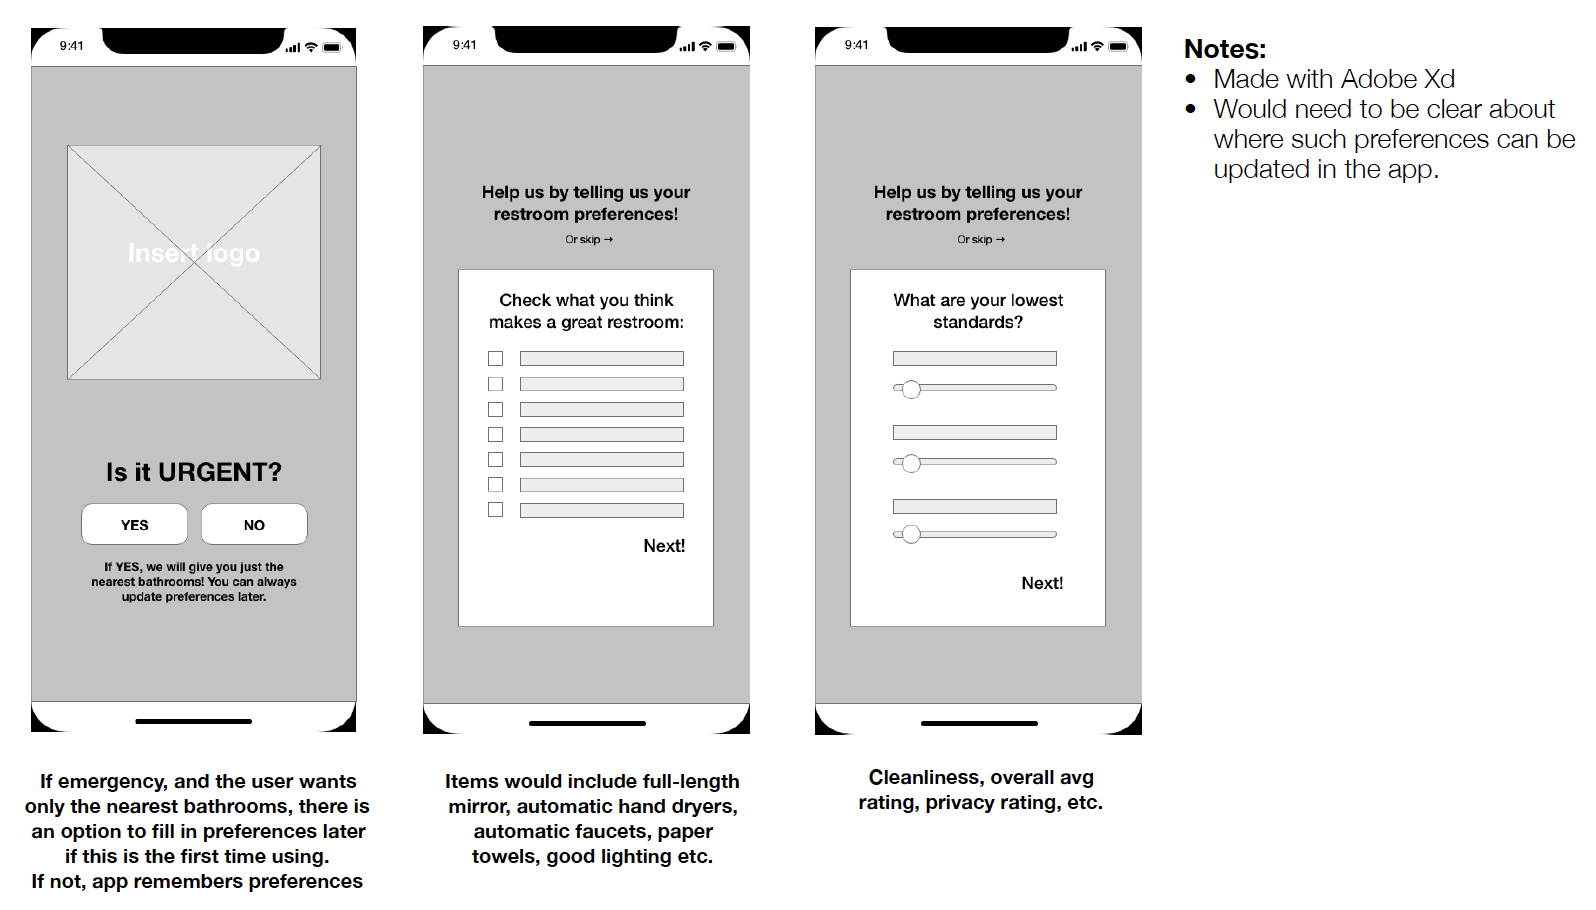 9:41
Insert logo
Is it URGENT?
YES
NO
If YES, we will give you just the
nearest bathrooms! You can always
update preferences later.
If emergency, and the user wants
only the nearest bathrooms, there is
an option to fill in preferences later
if this is the first time using.
If not, app remembers preferences
9:41
Help us by telling us your
restroom preferences!
Or skip →
Check what you think
makes a great restroom:
Next!
Items would include full-length
mirror, automatic hand dryers,
automatic faucets, paper
towels, good lighting etc.
9:41
Help us by telling us your
restroom preferences!
Or skip →
What are your lowest
standards?
Next!
Cleanliness, overall avg
rating, privacy rating, etc.
Notes:
• Made with Adobe Xd
• Would need to be clear about
where such preferences can be
updated in the app.